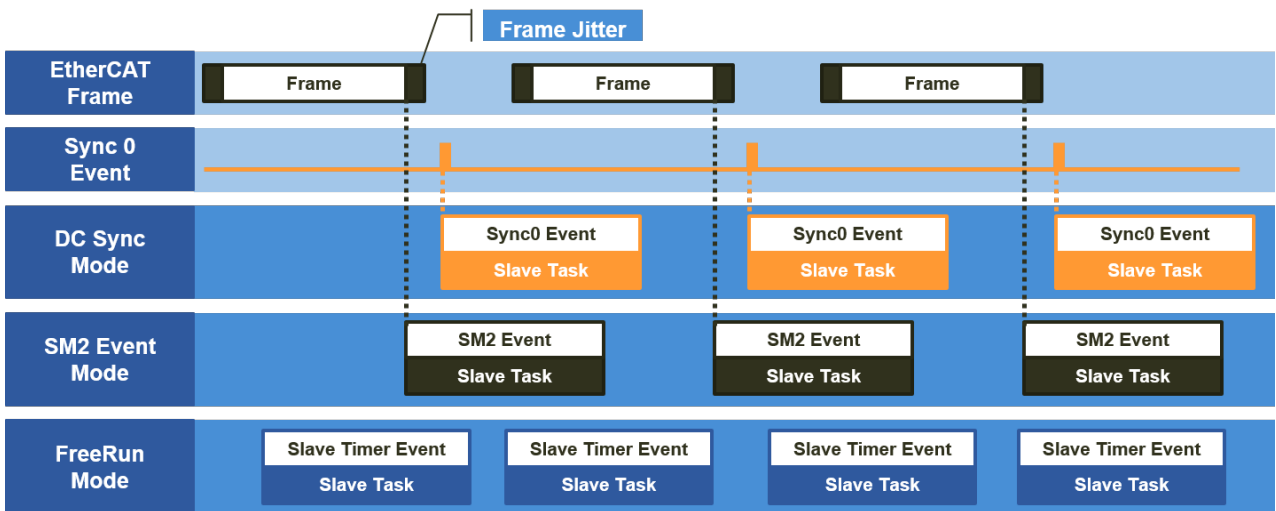 Frame Jitter
EtherCAT
Frame
Frame
Frame
Frame
Sync 0
Event
DC Sync
Mode
Sync0 Event
Slave Task
Sync0 Event
Slave Task
Sync0 Event
Slave Task
SM2 Event
Mode
SM2 Event
Slave Task
SM2 Event
Slave Task
SM2 Event
Slave Task
FreeRun
Mode
Slave Timer Event
Slave Task
Slave Timer Event
Slave Task
Slave Timer Event
Slave Task
Slave Timer Event
Slave Task